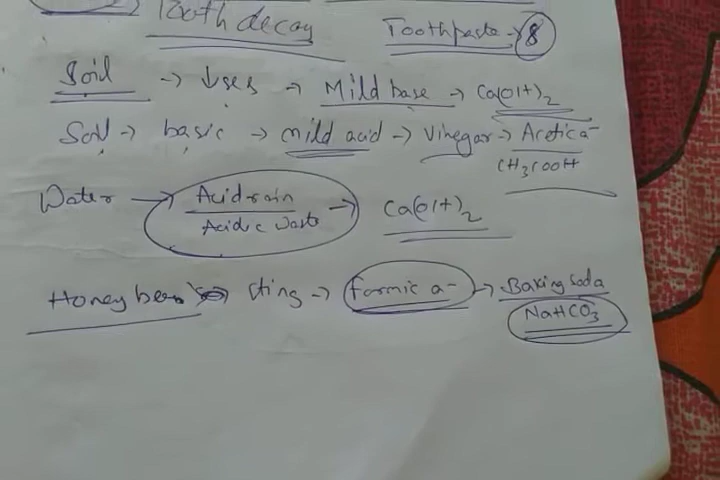 Tooth decay Toothpaste → 8
Soil → ↓ses → Mild base → Ca(OH)2
Soil → basic → mild acid → Vinegar → Acetic a-
CH3COOH
Water → Acid rain → Ca(OH)2
Acidic waste
Honey bee sting → Formic a- → Baking Soda
NaHCO3